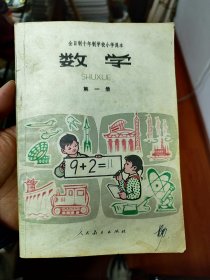 全日制十年制学校小学课本
数学
SHUXUE
第一册
9+2=
人民教育出版社